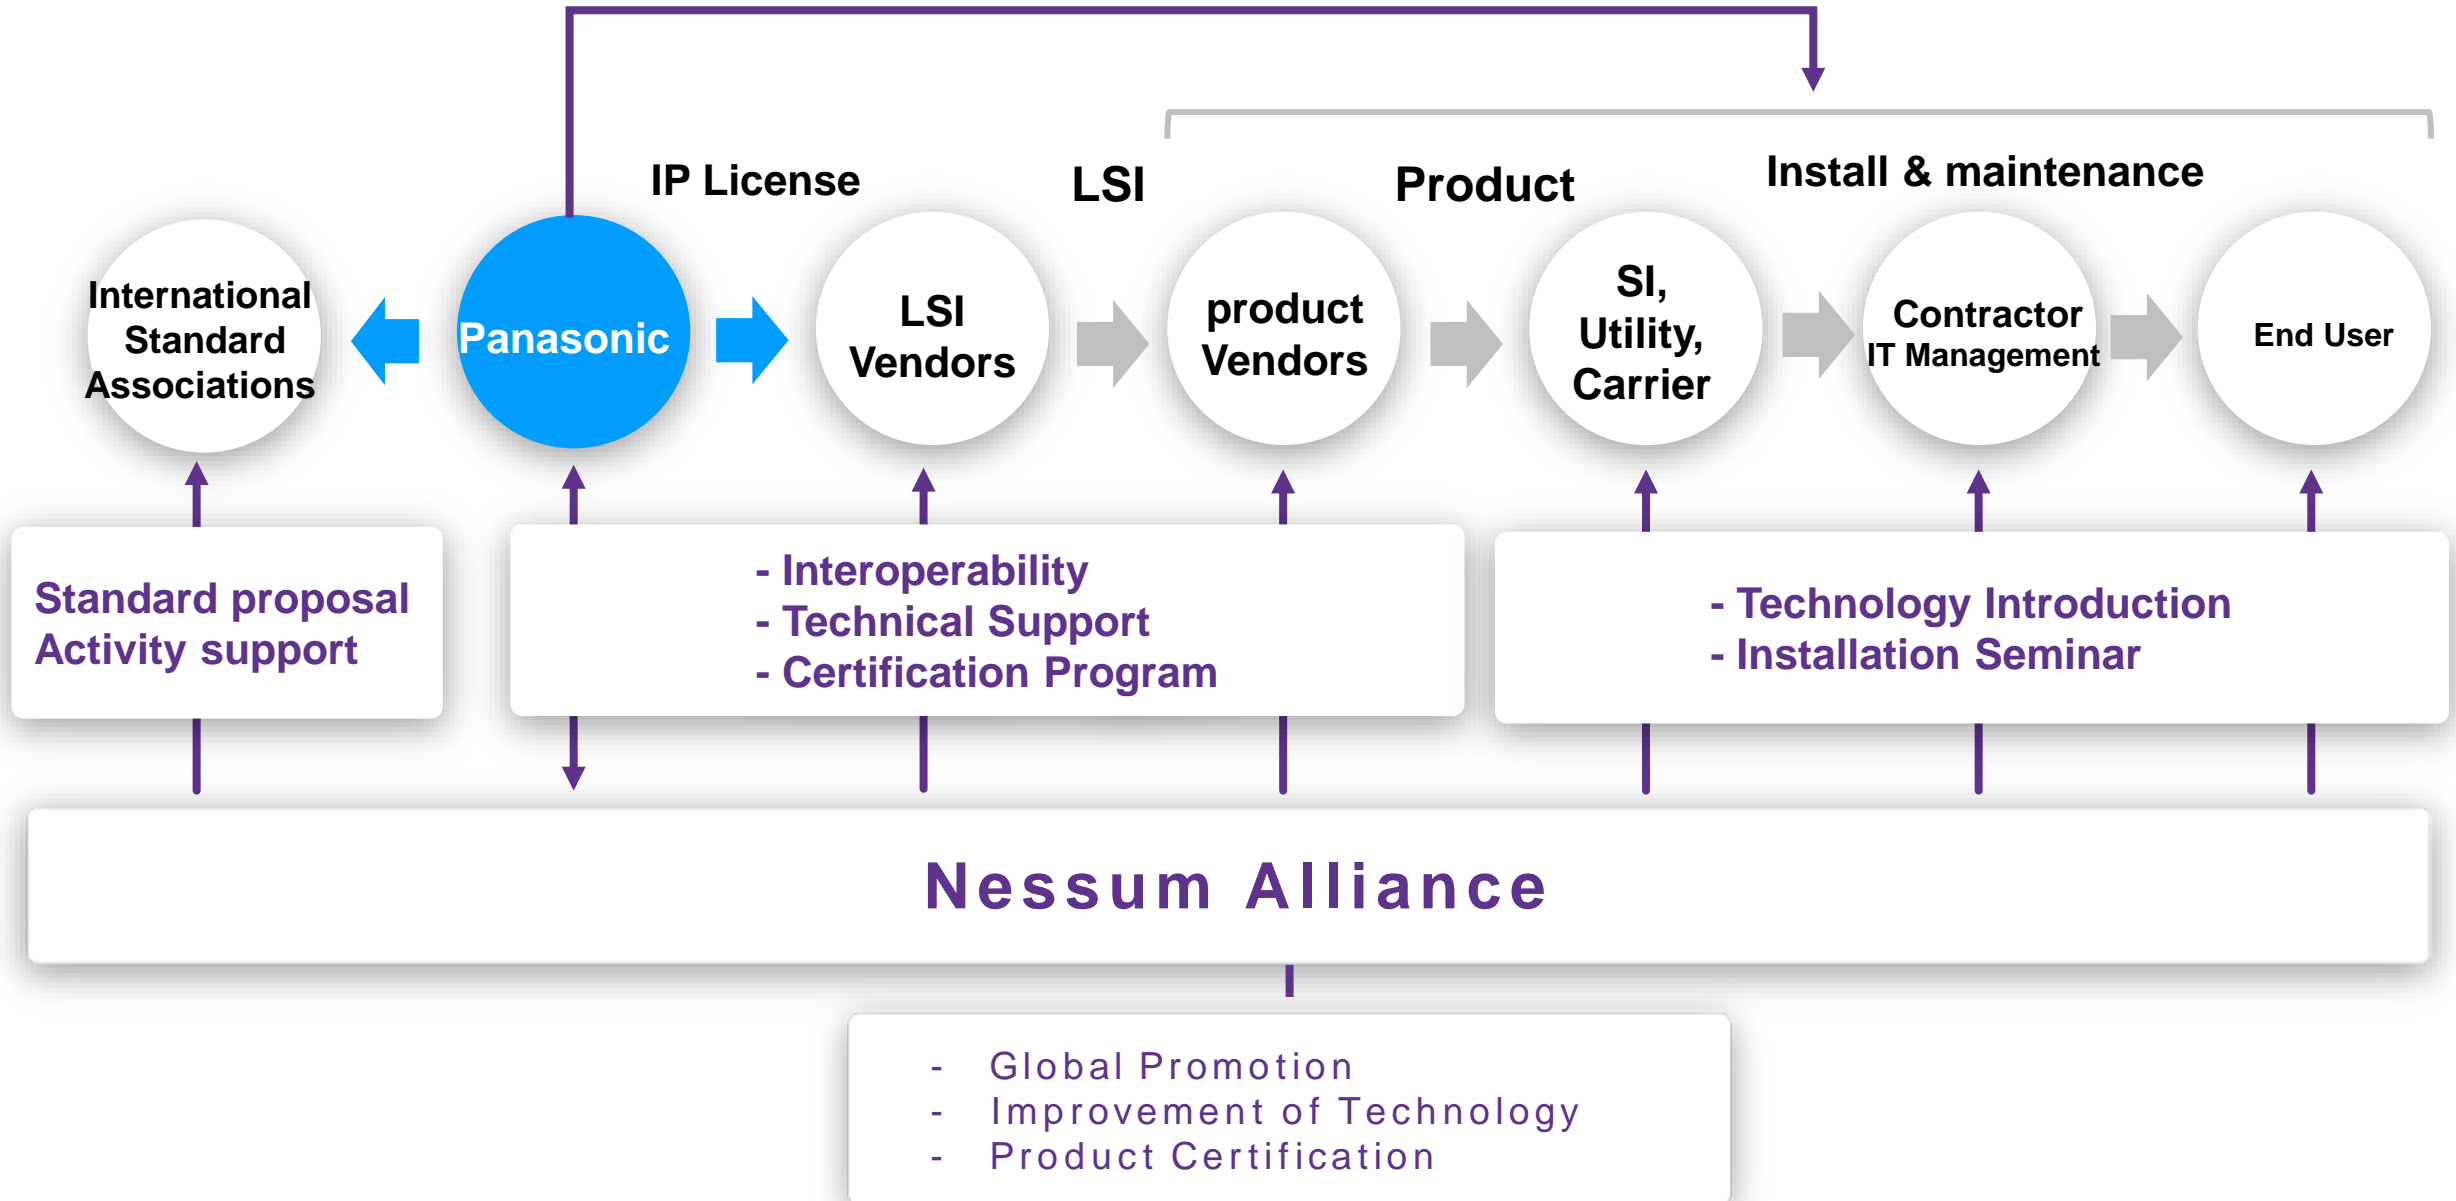 IP License
LSI
Product
Install & maintenance
International
Standard
Associations
Panasonic
LSI
Vendors
product
Vendors
SI,
Utility,
Carrier
Contractor
IT Management
End User
Standard proposal
Activity support
- Interoperability
- Technical Support
- Certification Program
- Technology Introduction
- Installation Seminar
Nessum Alliance
- Global Promotion
- Improvement of Technology
- Product Certification